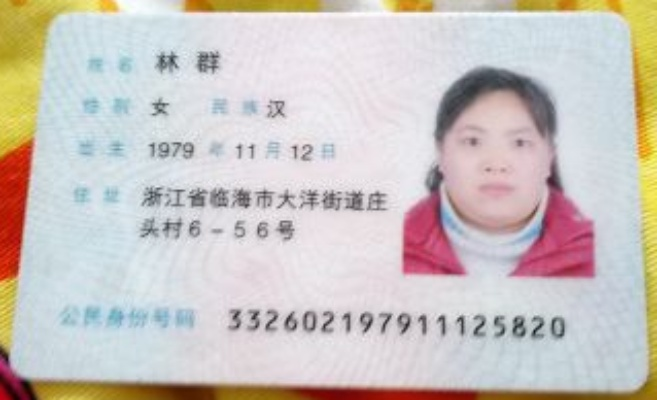 姓名 林群
性别 女 民族 汉
出生 1979 年 11 月 12 日
住址 浙江省临海市大洋街道庄
头村6-56号
公民身份号码 332602197911125820